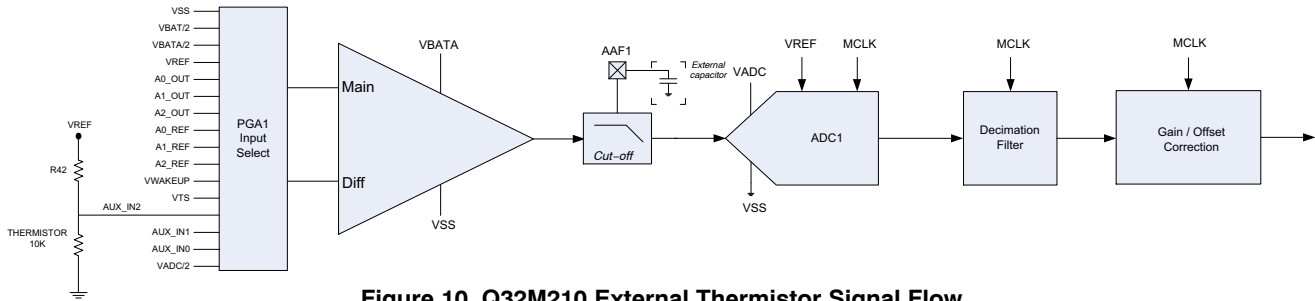 VSS
VBAT/2
VBATA/2
VREF
A0_OUT
A1_OUT
A2_OUT
A0_REF
A1_REF
A2_REF
VWAKEUP
VTS
AUX_IN2
AUX_IN1
AUX_IN0
VADC/2
VREF
R42
THERMISTOR
10K
PGA1
Input
Select
Main
Diff
VBATA
VSS
AAF1
External
capacitor
Cut-off
VADC
VSS
VREF
MCLK
ADC1
MCLK
Decimation
Filter
MCLK
Gain / Offset
Correction
Figure 10. Q32M210 External Thermistor Signal Flow